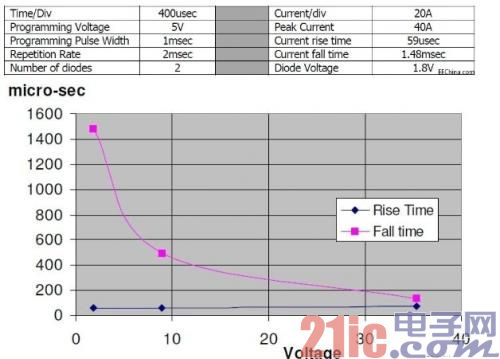 Time/Div 400usec Current/div 20A
Programming Voltage 5V Peak Current 40A
Programming Pulse Width 1msec Current rise time 59usec
Repetition Rate 2msec Current fall time 1.48msec
Number of diodes 2 Diode Voltage 1.8V
EEChina.com
micro-sec
1600
1400
1200
1000
800
600
400
200
0
Rise Time
Fall time
0 10 20 30 40
Voltage
21ic.com 电子网